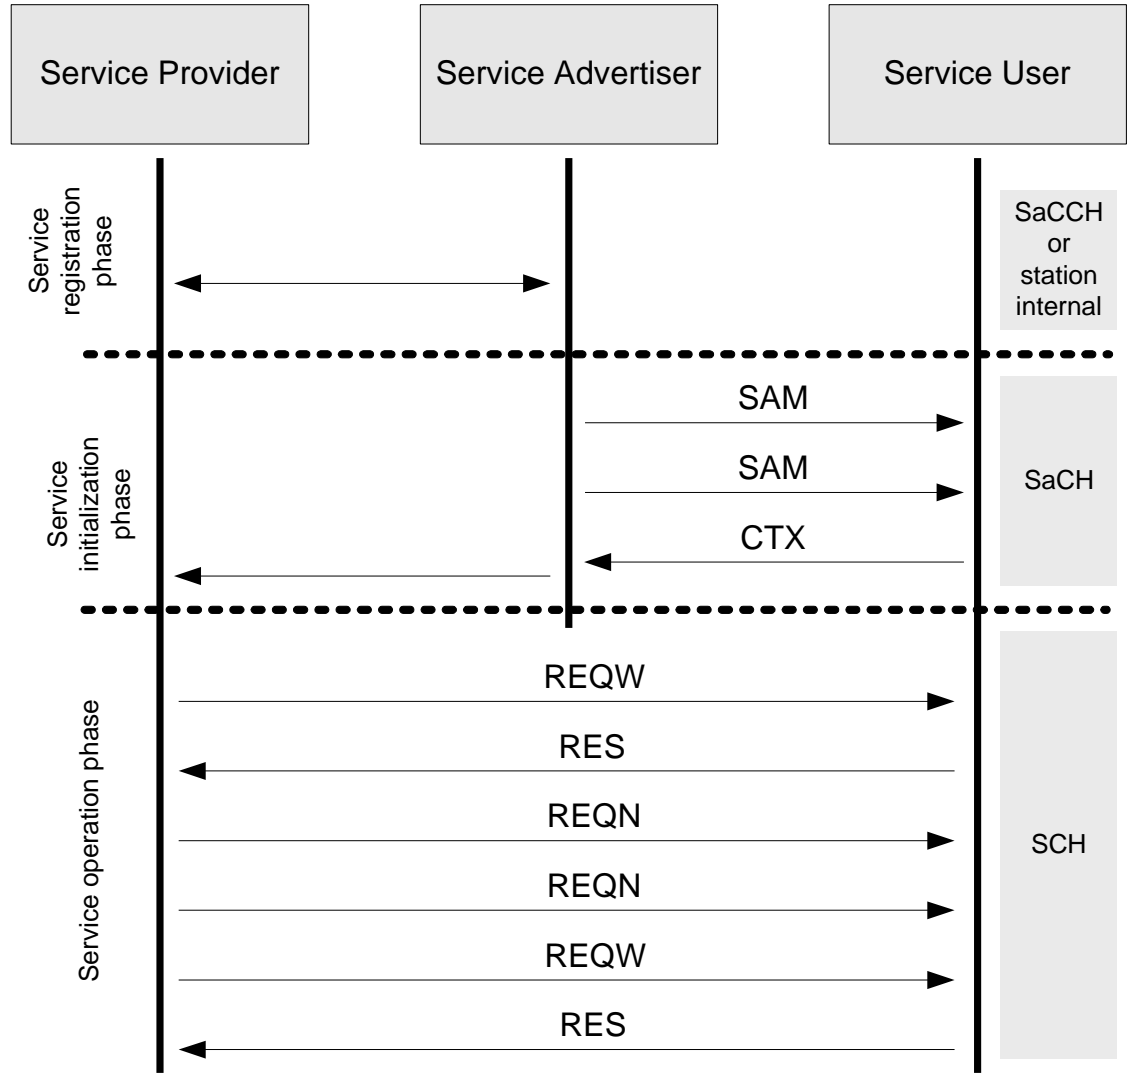 Service Provider
Service Advertiser
Service User
Service
registration
phase
SaCCH
or
station
internal
SAM
SAM
CTX
Service
initialization
phase
SaCH
REQW
RES
REQN
REQN
REQW
RES
Service operation phase
SCH